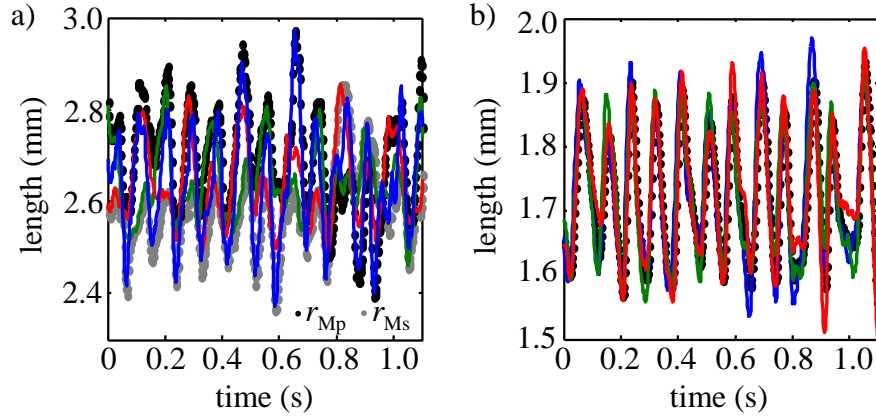 a)
b)
3.0
2.8
2.6
2.4
length (mm)
• r_Mp • r_Ms
0 0.2 0.4 0.6 0.8 1.0
time (s)
2.0
1.9
1.8
1.7
1.6
1.5
length (mm)
0 0.2 0.4 0.6 0.8 1.0
time (s)